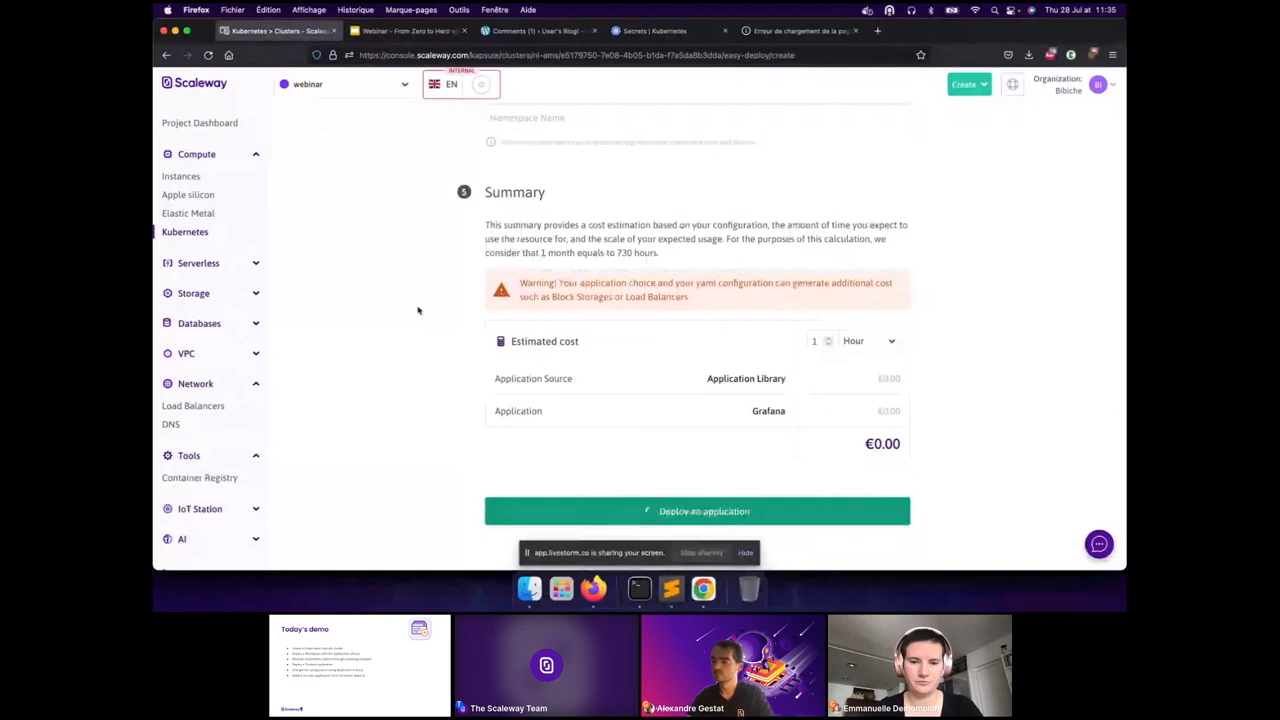 Firefox Fichier Édition Affichage Historique Marque-pages Outils Fenêtre Aide
Thu 28 Jul at 11:35
Kubernetes > Clusters - Scalew
Webinar - From Zero to Hero
Comments (1) ‹ User's Blog!
Secrets | Kubernetes
Erreur de chargement de la pag
https://console.scaleway.com/kapsule/clusters/nl-ams/e5179750-7e08-4b05-b1da-f7a5da8b3dda/easy-deploy/create
Scaleway
webinar
INTERNAL
EN
Create
Organization:
Bibiche
BI
Project Dashboard
Compute
Instances
Apple silicon
Elastic Metal
Kubernetes
Serverless
Storage
Databases
VPC
Network
Load Balancers
DNS
Tools
Container Registry
IoT Station
AI
Namespace Name
5 Summary
This summary provides a cost estimation based on your configuration, the amount of time you expect to
use the resource for, and the scale of your expected usage. For the purposes of this calculation, we
consider that 1 month equals to 730 hours.
Warning! Your application choice and your yaml configuration can generate additional cost
such as Block Storages or Load Balancers.
Estimated cost 1 Hour
Application Source Application Library €0.00
Application Grafana €0.00
€0.00
Deploy an application
app.livestorm.co is sharing your screen. Stop sharing Hide
Today's demo
Scaleway
The Scaleway Team
Alexandre Gestat
Emmanuelle Demompion